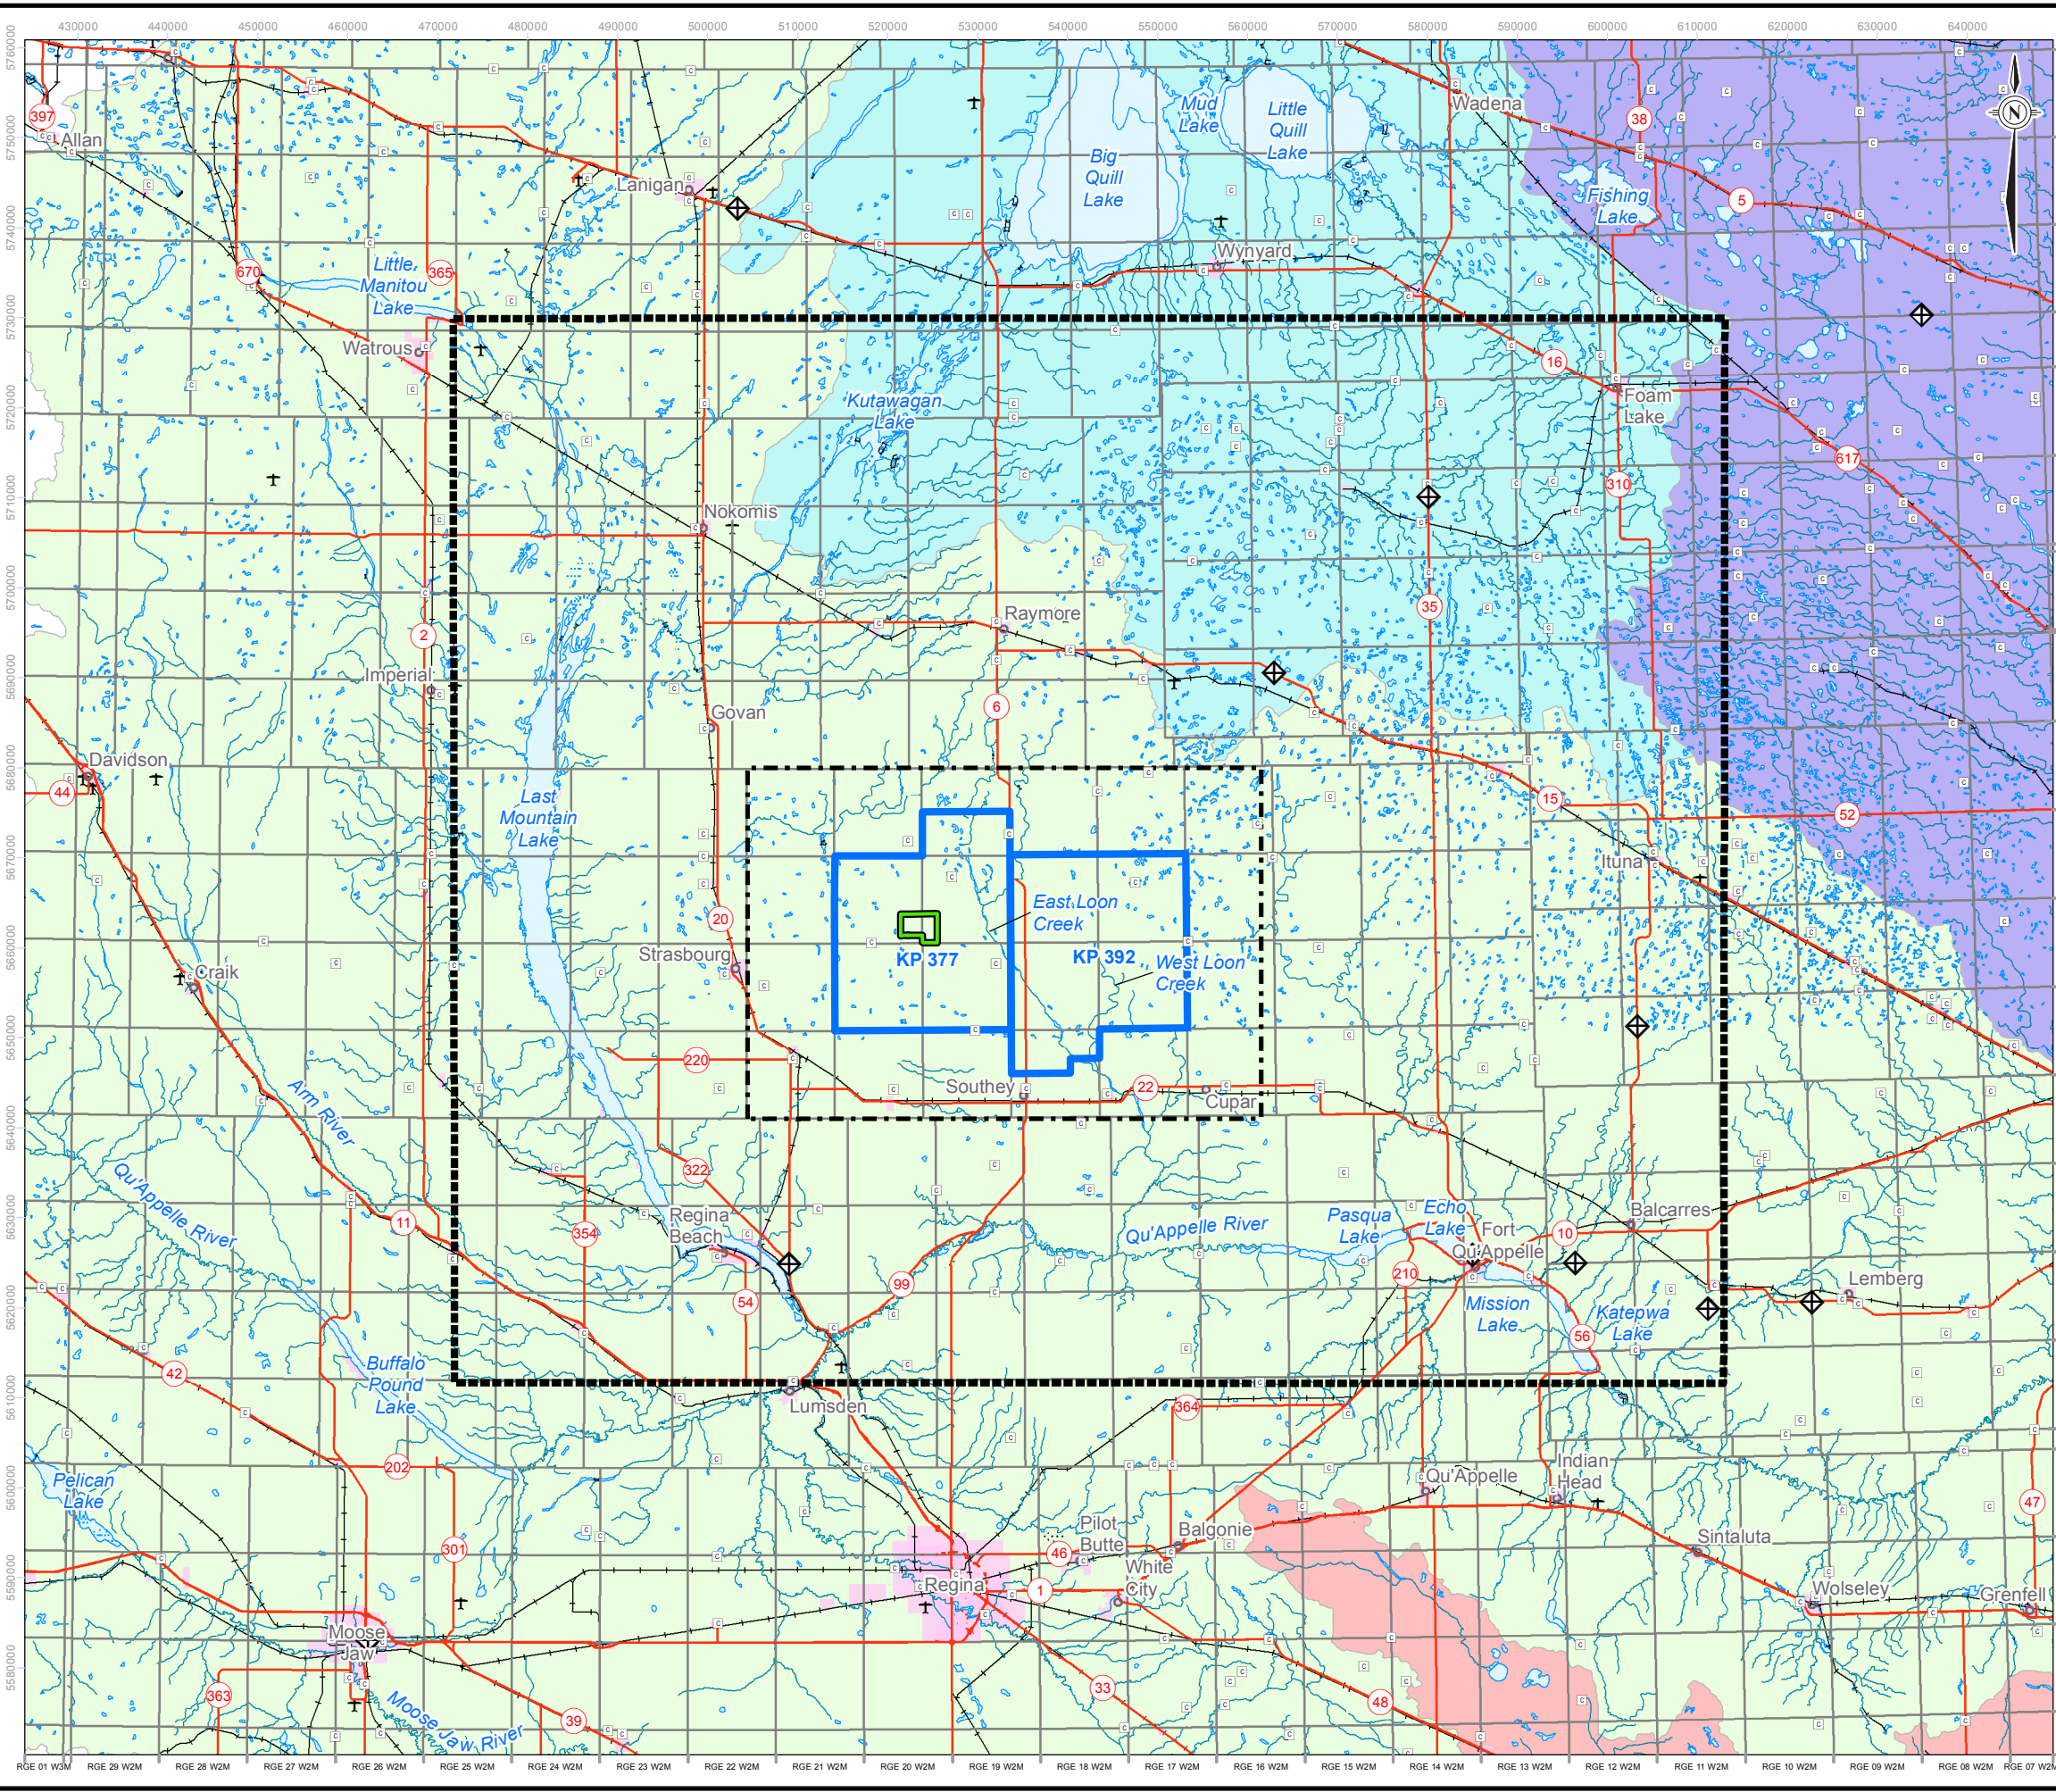 430000 440000 450000 460000 470000 480000 490000 500000 510000 520000 530000 540000 550000 560000 570000 580000 590000 600000 610000 620000 630000 640000
5760000
5750000
5740000
5730000
5720000
5710000
5700000
5690000
5680000
5670000
5660000
5650000
5640000
5630000
5620000
5610000
5600000
5590000
5580000
N
397
Allan
Lanigan
Mud
Lake
Little
Quill
Lake
Big
Quill
Lake
Wadena
38
5
Fishing
Lake
Wynyard
670
Little
Manitou
Lake
365
Watrous
16
Foam
Lake
Kutawagan
Lake
617
310
Nokomis
2
35
Raymore
Imperial
6
Govan
Davidson
44
Last
Mountain
Lake
15
52
Ituna
20
East Loon
Creek
Strasbourg
KP 377
KP 392
West Loon
Creek
Craik
220
Southey
22
Cupar
Arm River
322
Qu'Appelle River
11
354
Regina
Beach
Qu'Appelle River
Pasqua
Lake
Echo
Lake
Fort
Qu'Appelle
10
Balcarres
99
210
54
Mission
Lake
Katepwa
Lake
56
Lemberg
42
Buffalo
Pound
Lake
Lumsden
364
202
Pelican
Lake
Qu'Appelle
Indian
Head
47
301
Pilot
Butte
46
Balgonie
White
City
Sintaluta
Regina
1
Wolseley
Grenfell
Moose
Jaw
363
Moose Jaw River
39
33
48
RGE 01 W3M RGE 29 W2M RGE 28 W2M RGE 27 W2M RGE 26 W2M RGE 25 W2M RGE 24 W2M RGE 23 W2M RGE 22 W2M RGE 21 W2M RGE 20 W2M RGE 19 W2M RGE 18 W2M RGE 17 W2M RGE 16 W2M RGE 15 W2M RGE 14 W2M RGE 13 W2M RGE 12 W2M RGE 11 W2M RGE 10 W2M RGE 09 W2M RGE 08 W2M RGE 07 W2M